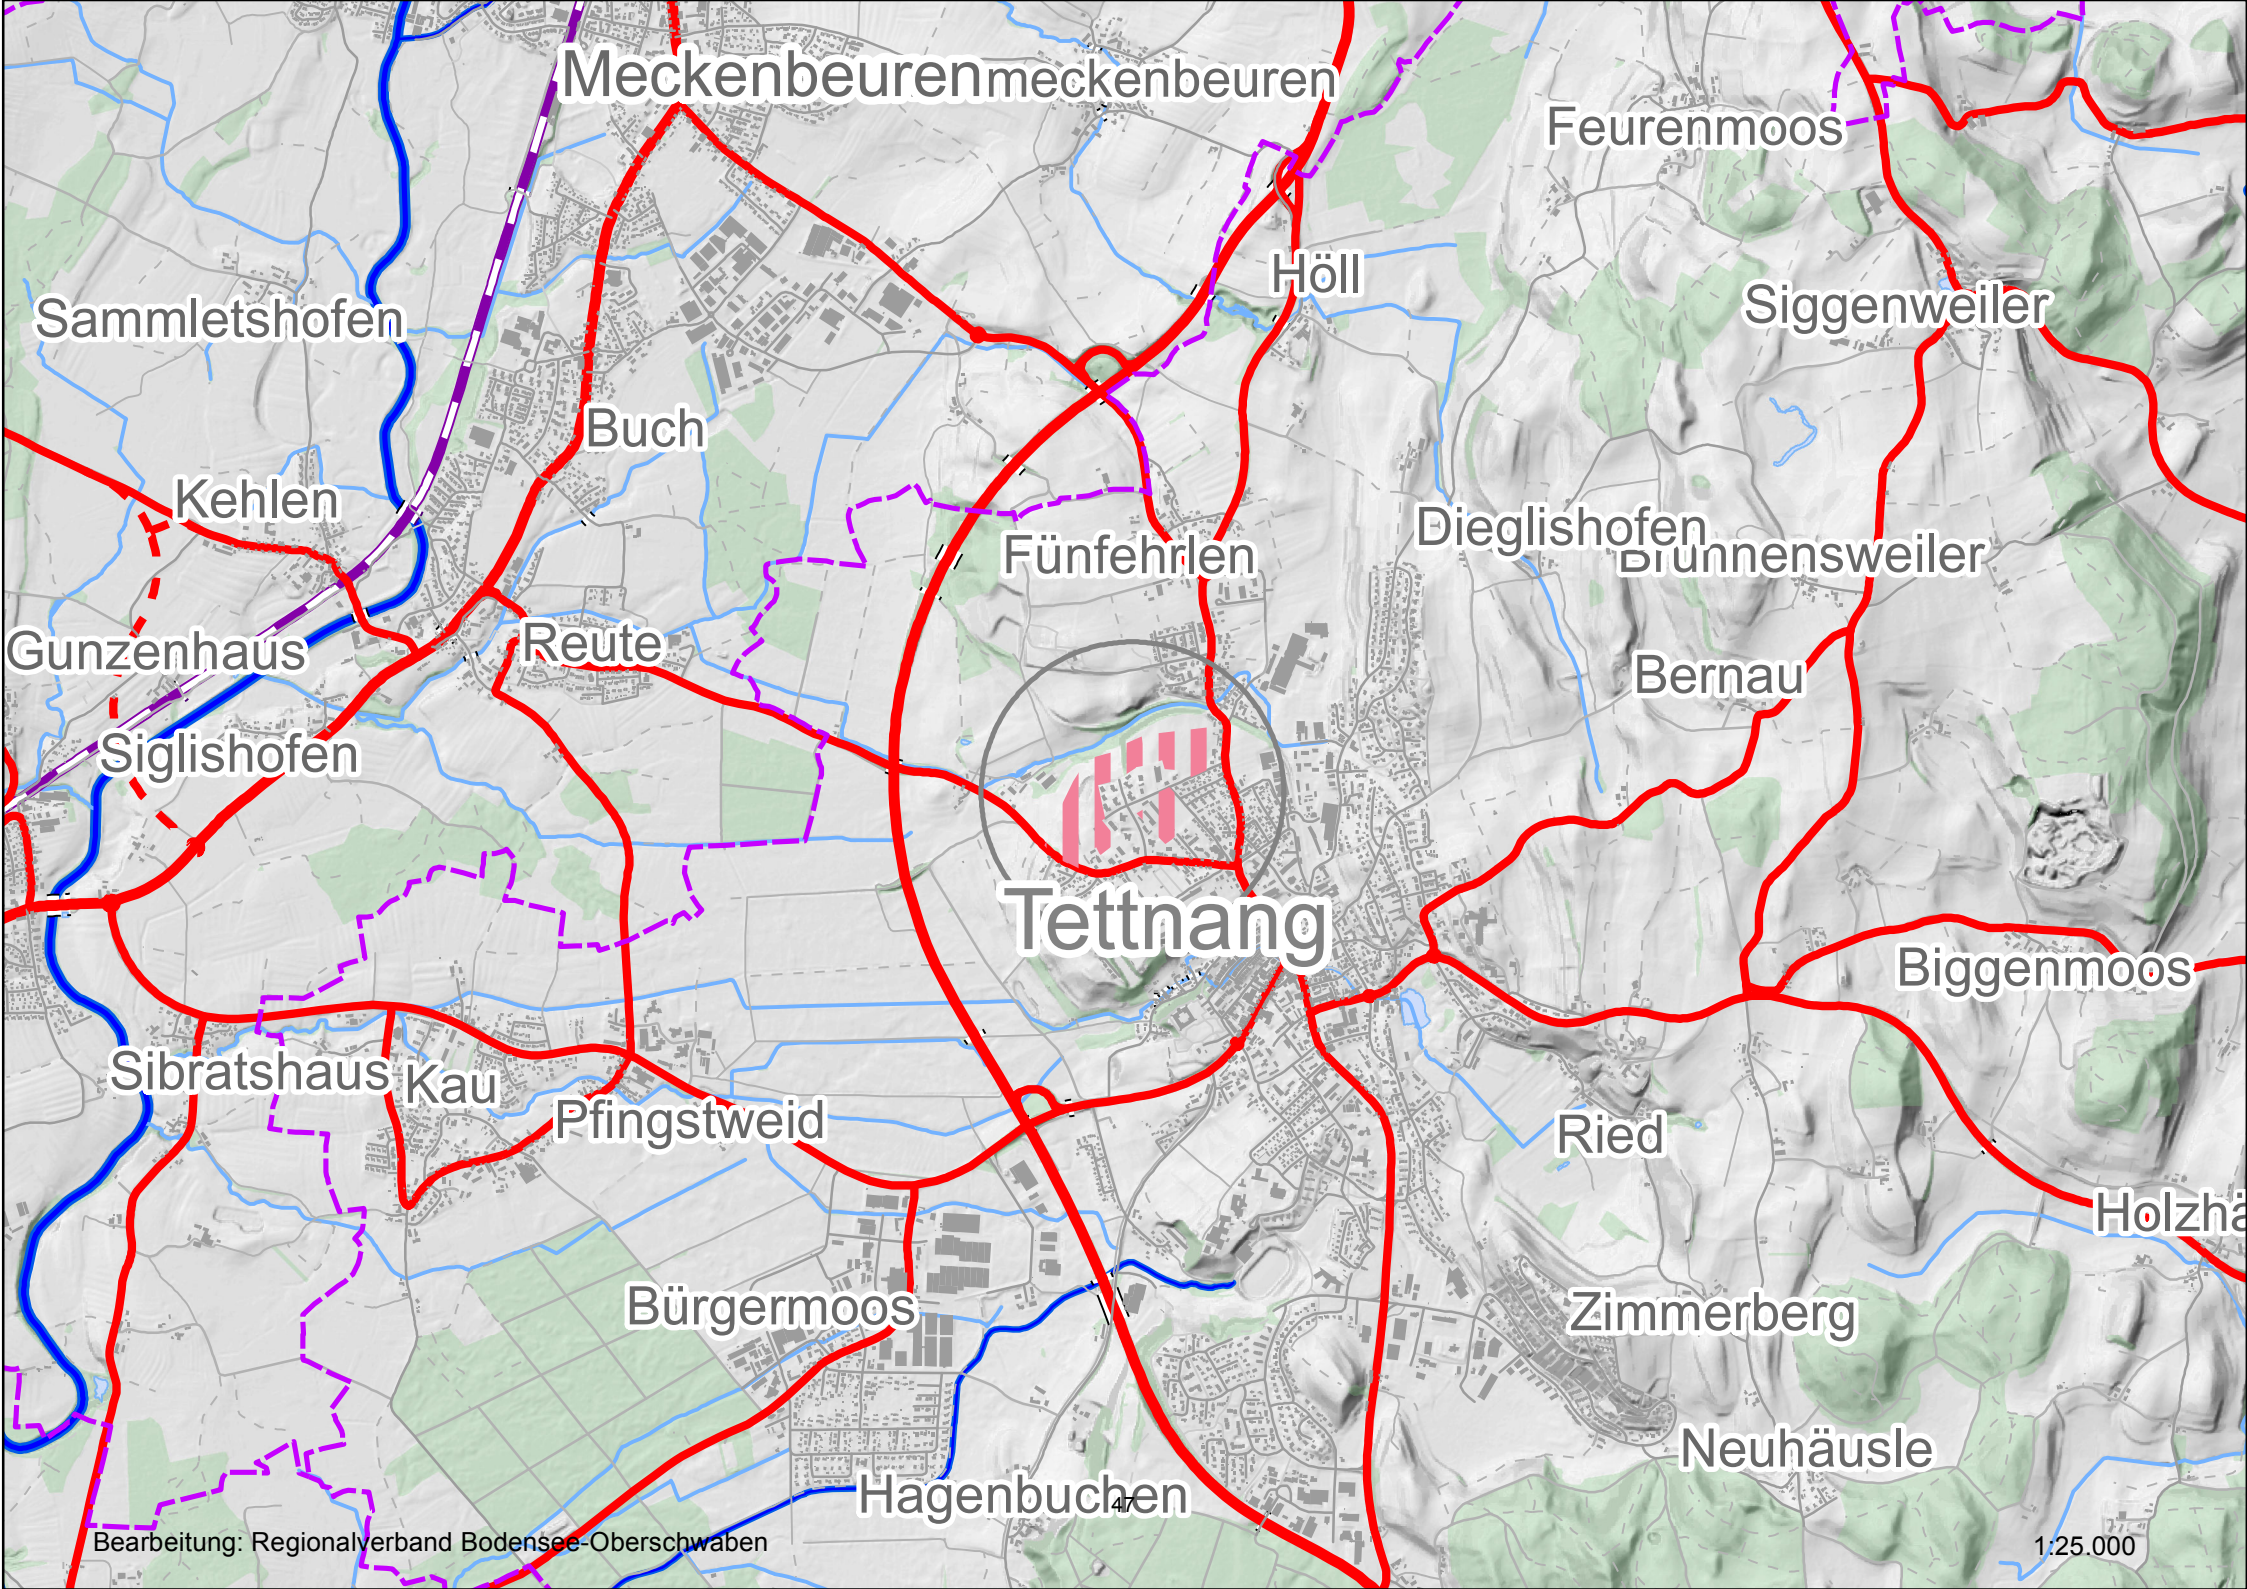 Meckenbeuren
meckenbeuren
Feurenmoos
Höll
Siggenweiler
Sammletshofen
Buch
Kehlen
Dieglishofen
Brunnensweiler
Fünfehrlen
Reute
Gunzenhaus
Bernau
Siglishofen
Tettnang
Biggenmoos
Sibratshaus
Kau
Pfingstweid
Ried
Holzhä
Bürgermoos
Zimmerberg
Neuhäusle
Hagenbuchen
47
Bearbeitung: Regionalverband Bodensee-Oberschwaben
1:25.000